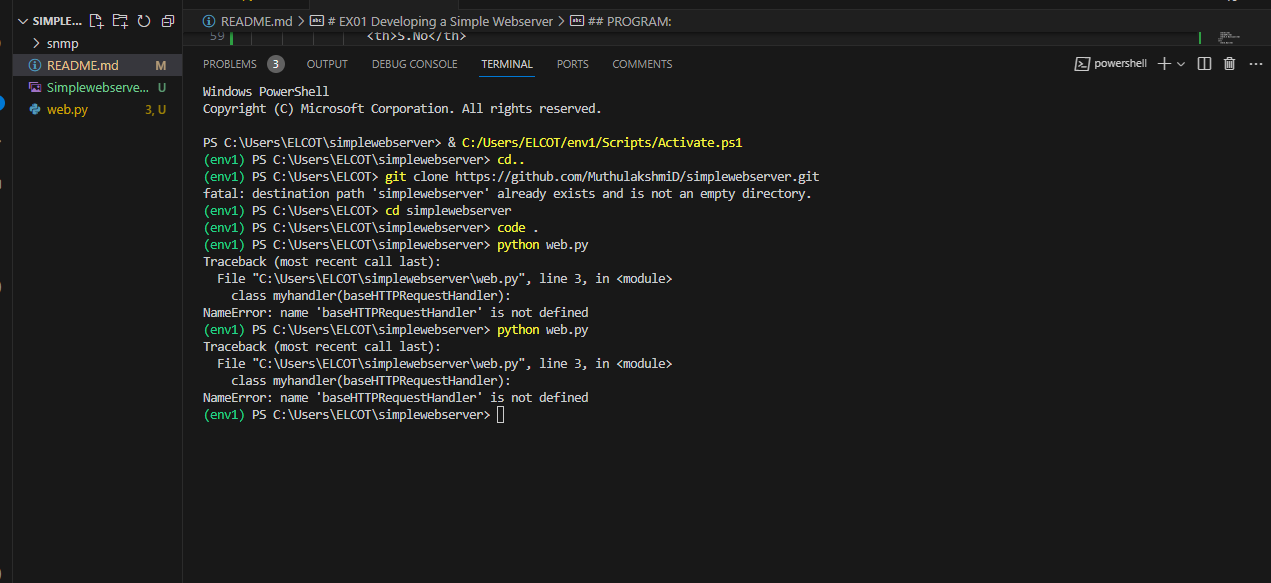 SIMPLE...
snmp
README.md M
Simplewebserve... U
web.py 3, U
README.md > # EX01 Developing a Simple Webserver > ## PROGRAM:
59 <th>S.No</th>
PROBLEMS 3 OUTPUT DEBUG CONSOLE TERMINAL PORTS COMMENTS
powershell
Windows PowerShell
Copyright (C) Microsoft Corporation. All rights reserved.
PS C:\Users\ELCOT\simplewebserver> & C:/Users/ELCOT/env1/Scripts/Activate.ps1
(env1) PS C:\Users\ELCOT\simplewebserver> cd..
(env1) PS C:\Users\ELCOT> git clone https://github.com/MuthulakshmiD/simplewebserver.git
fatal: destination path 'simplewebserver' already exists and is not an empty directory.
(env1) PS C:\Users\ELCOT> cd simplewebserver
(env1) PS C:\Users\ELCOT\simplewebserver> code .
(env1) PS C:\Users\ELCOT\simplewebserver> python web.py
Traceback (most recent call last):
  File "C:\Users\ELCOT\simplewebserver\web.py", line 3, in <module>
    class myhandler(baseHTTPRequestHandler):
NameError: name 'baseHTTPRequestHandler' is not defined
(env1) PS C:\Users\ELCOT\simplewebserver> python web.py
Traceback (most recent call last):
  File "C:\Users\ELCOT\simplewebserver\web.py", line 3, in <module>
    class myhandler(baseHTTPRequestHandler):
NameError: name 'baseHTTPRequestHandler' is not defined
(env1) PS C:\Users\ELCOT\simplewebserver>